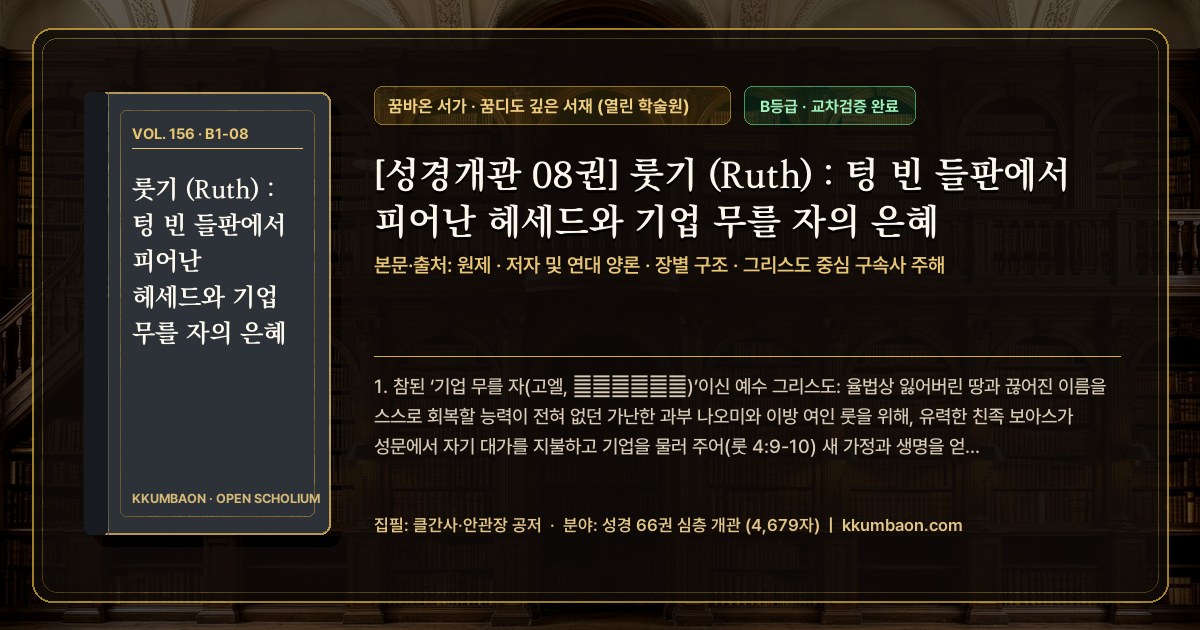 VOL. 156 · B1-08
룻기 (Ruth) :
텅 빈 들판에서
피어난
헤세드와 기업
무를 자의 은혜
KKUMBAON · OPEN SCHOLIUM
꿈바온 서가 · 꿈디도 깊은 서재 (열린 학술원)
B등급 · 교차검증 완료
[성경개관 08권] 룻기 (Ruth) : 텅 빈 들판에서
피어난 헤세드와 기업 무를 자의 은혜
본문·출처: 원제 · 저자 및 연대 양론 · 장별 구조 · 그리스도 중심 구속사 주해
1. 참된 ‘기업 무를 자(고엘, )’이신 예수 그리스도: 율법상 잃어버린 땅과 끊어진 이름을
스스로 회복할 능력이 전혀 없던 가난한 과부 나오미와 이방 여인 룻을 위해, 유력한 친족 보아스가
성문에서 자기 대가를 지불하고 기업을 물러 주어(룻 4:9-10) 새 가정과 생명을 얻...
집필: 클간사·안관장 공저 · 분야: 성경 66권 심층 개관 (4,679자) | kkumbaon.com